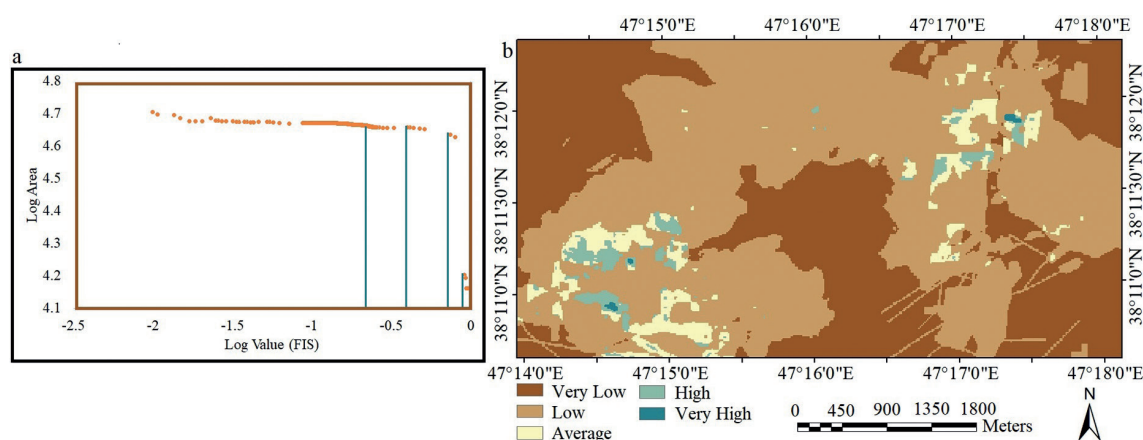 a
4.8
4.7
4.6
4.5
4.4
4.3
4.2
4.1
Log Area
-2.5
-2
-1.5
-1
-0.5
0
Log Value (FIS)
b
47°15'0"E
47°16'0"E
47°17'0"E
47°18'0"E
38°12'0"N
38°11'30"N
38°11'0"N
38°12'0"N
38°11'30"N
38°11'0"N
47°14'0"E
47°15'0"E
47°16'0"E
47°17'0"E
47°18'0"E
Very Low
Low
Average
High
Very High
0 450 900 1350 1800
Meters
N